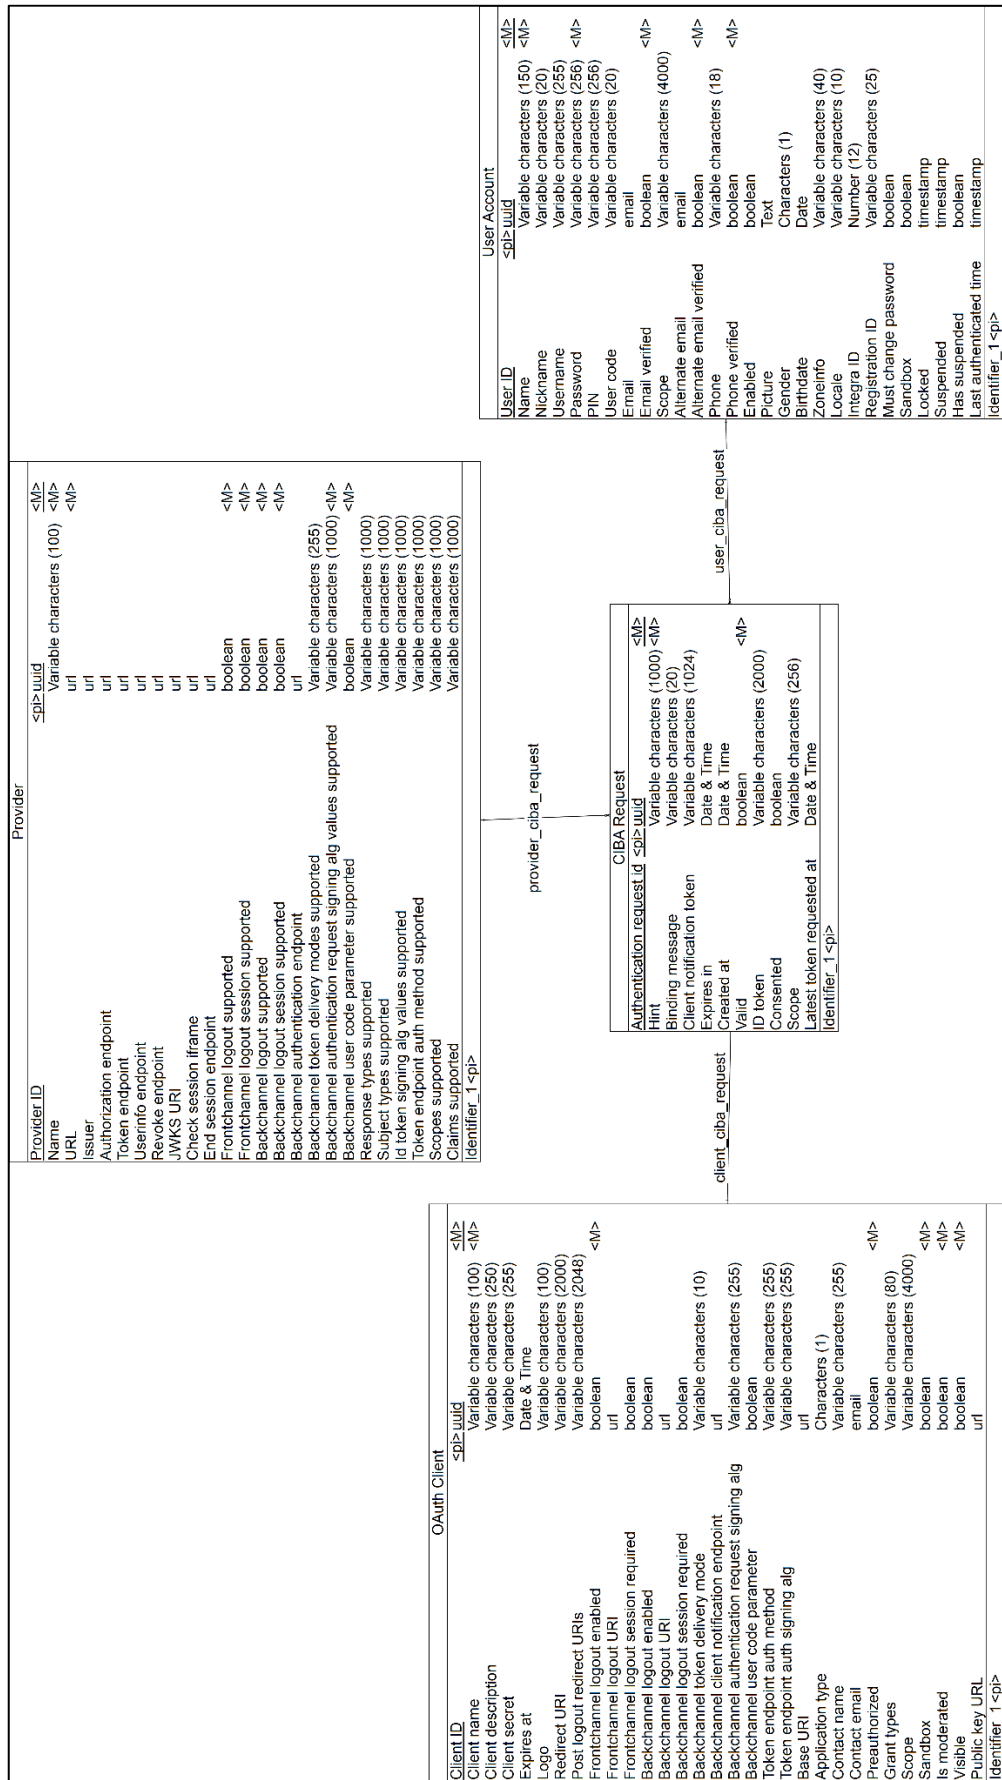 Provider
Provider ID <pi> uuid <M>
Name Variable characters (100) <M>
URL url <M>
Issuer url
Authorization endpoint url
Token endpoint url
Userinfo endpoint url
Revoke endpoint url
JWKS URI url
Check session iframe url
End session endpoint url
Frontchannel logout supported boolean <M>
Frontchannel logout session supported boolean <M>
Backchannel logout supported boolean <M>
Backchannel logout session supported boolean <M>
Backchannel authentication endpoint url
Backchannel token delivery modes supported Variable characters (255)
Backchannel authentication request signing alg values supported Variable characters (1000) <M>
Backchannel user code parameter supported boolean <M>
Response types supported Variable characters (1000)
Subject types supported Variable characters (1000)
Id token signing alg values supported Variable characters (1000)
Token endpoint auth method supported Variable characters (1000)
Scopes supported Variable characters (1000)
Claims supported Variable characters (1000)
Identifier_1 <pi>
provider_ciba_request
OAuth Client
Client ID <pi> uuid <M>
Client name Variable characters (100) <M>
Client description Variable characters (250)
Client secret Variable characters (255)
Expires at Date & Time
Logo Variable characters (100)
Redirect URI Variable characters (2000)
Post logout redirect URIs Variable characters (2048)
Frontchannel logout enabled boolean <M>
Frontchannel logout URI url
Frontchannel logout session required boolean
Backchannel logout enabled boolean
Backchannel logout URI url
Backchannel logout session required boolean
Backchannel token delivery mode Variable characters (10)
Backchannel client notification endpoint url
Backchannel authentication request signing alg Variable characters (255)
Backchannel user code parameter boolean
Token endpoint auth method Variable characters (255)
Token endpoint auth signing alg Variable characters (255)
Base URI url
Application type Characters (1)
Contact name Variable characters (255)
Contact email email
Preauthorized boolean <M>
Grant types Variable characters (80)
Scope Variable characters (4000)
Sandbox boolean <M>
Is moderated boolean <M>
Visible boolean <M>
Public key URL url
Identifier 1 <pi>
client_ciba_request
CIBA Request
Authentication request id <pi> uuid <M>
Hint Variable characters (1000) <M>
Binding message Variable characters (20)
Client notification token Variable characters (1024)
Expires in Date & Time
Created at Date & Time
Valid boolean <M>
ID token Variable characters (2000)
Consented boolean
Scope Variable characters (256)
Latest token requested at Date & Time
Identifier_1 <pi>
user_ciba_request
User Account
User ID <pi> uuid <M>
Name Variable characters (150) <M>
Nickname Variable characters (20)
Username Variable characters (255)
Password Variable characters (256) <M>
PIN Variable characters (256)
User code Variable characters (20)
Email email
Email verified boolean <M>
Scope Variable characters (4000)
Alternate email email
Alternate email verified boolean <M>
Phone Variable characters (18)
Phone verified boolean <M>
Enabled boolean
Picture Text
Gender Characters (1)
Birthdate Date
Zoneinfo Variable characters (40)
Locale Variable characters (10)
Integra ID Number (12)
Registration ID Variable characters (25)
Must change password boolean
Sandbox boolean
Locked timestamp
Suspended timestamp
Has suspended boolean
Last authenticated time timestamp
Identifier_1 <pi>